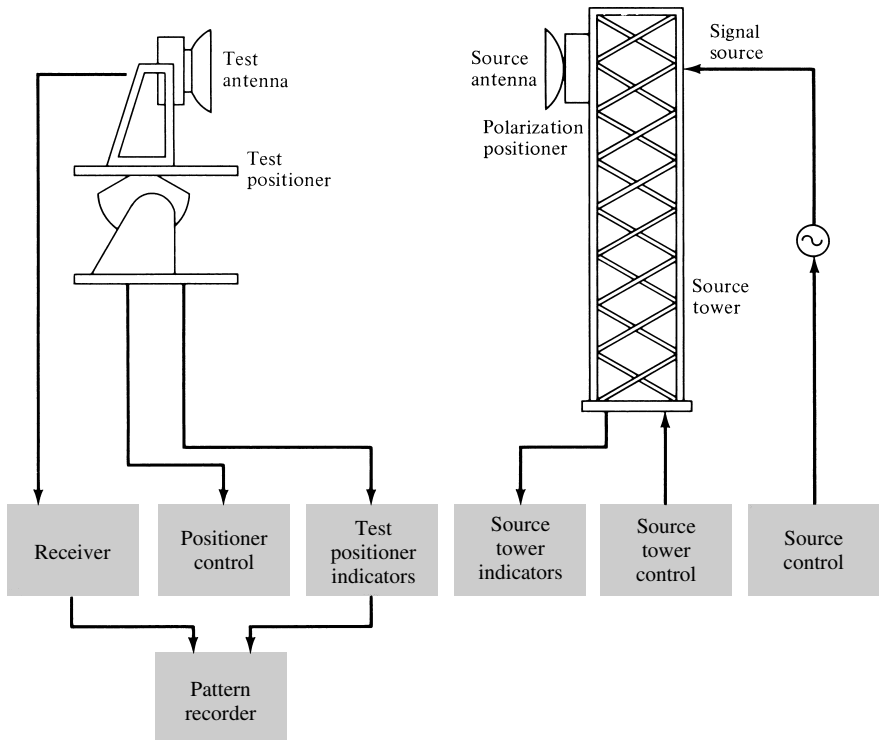 Test
antenna
Source
antenna
Signal
source
Polarization
positioner
Test
positioner
Source
tower
Receiver
Positioner
control
Test
positioner
indicators
Source
tower
indicators
Source
tower
control
Source
control
Pattern
recorder